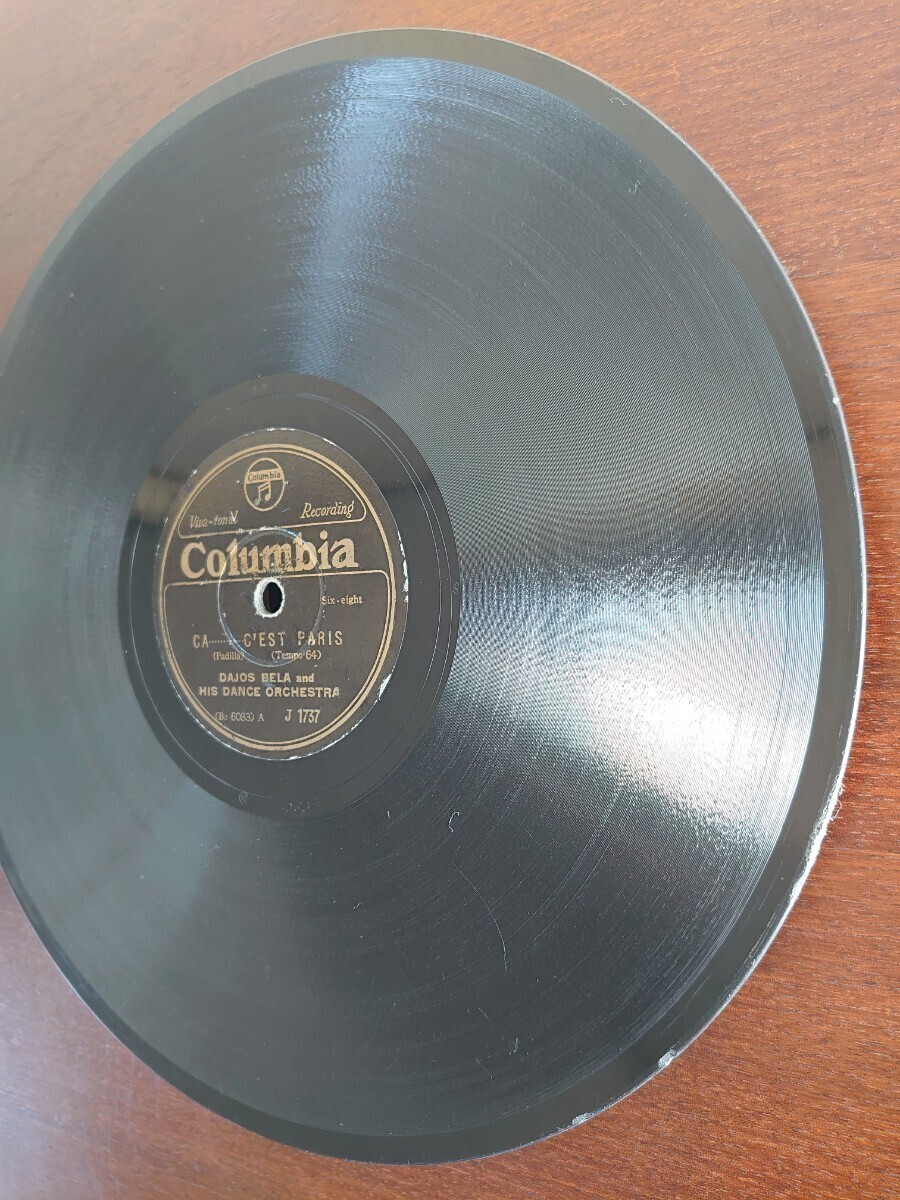 Columbia
Viva-tonal Recording
Columbia
Six-eight
CA........C'EST PARIS
(Padilla) (Tempo 64)
DAJOS BELA and
HIS DANCE ORCHESTRA
A J 1737